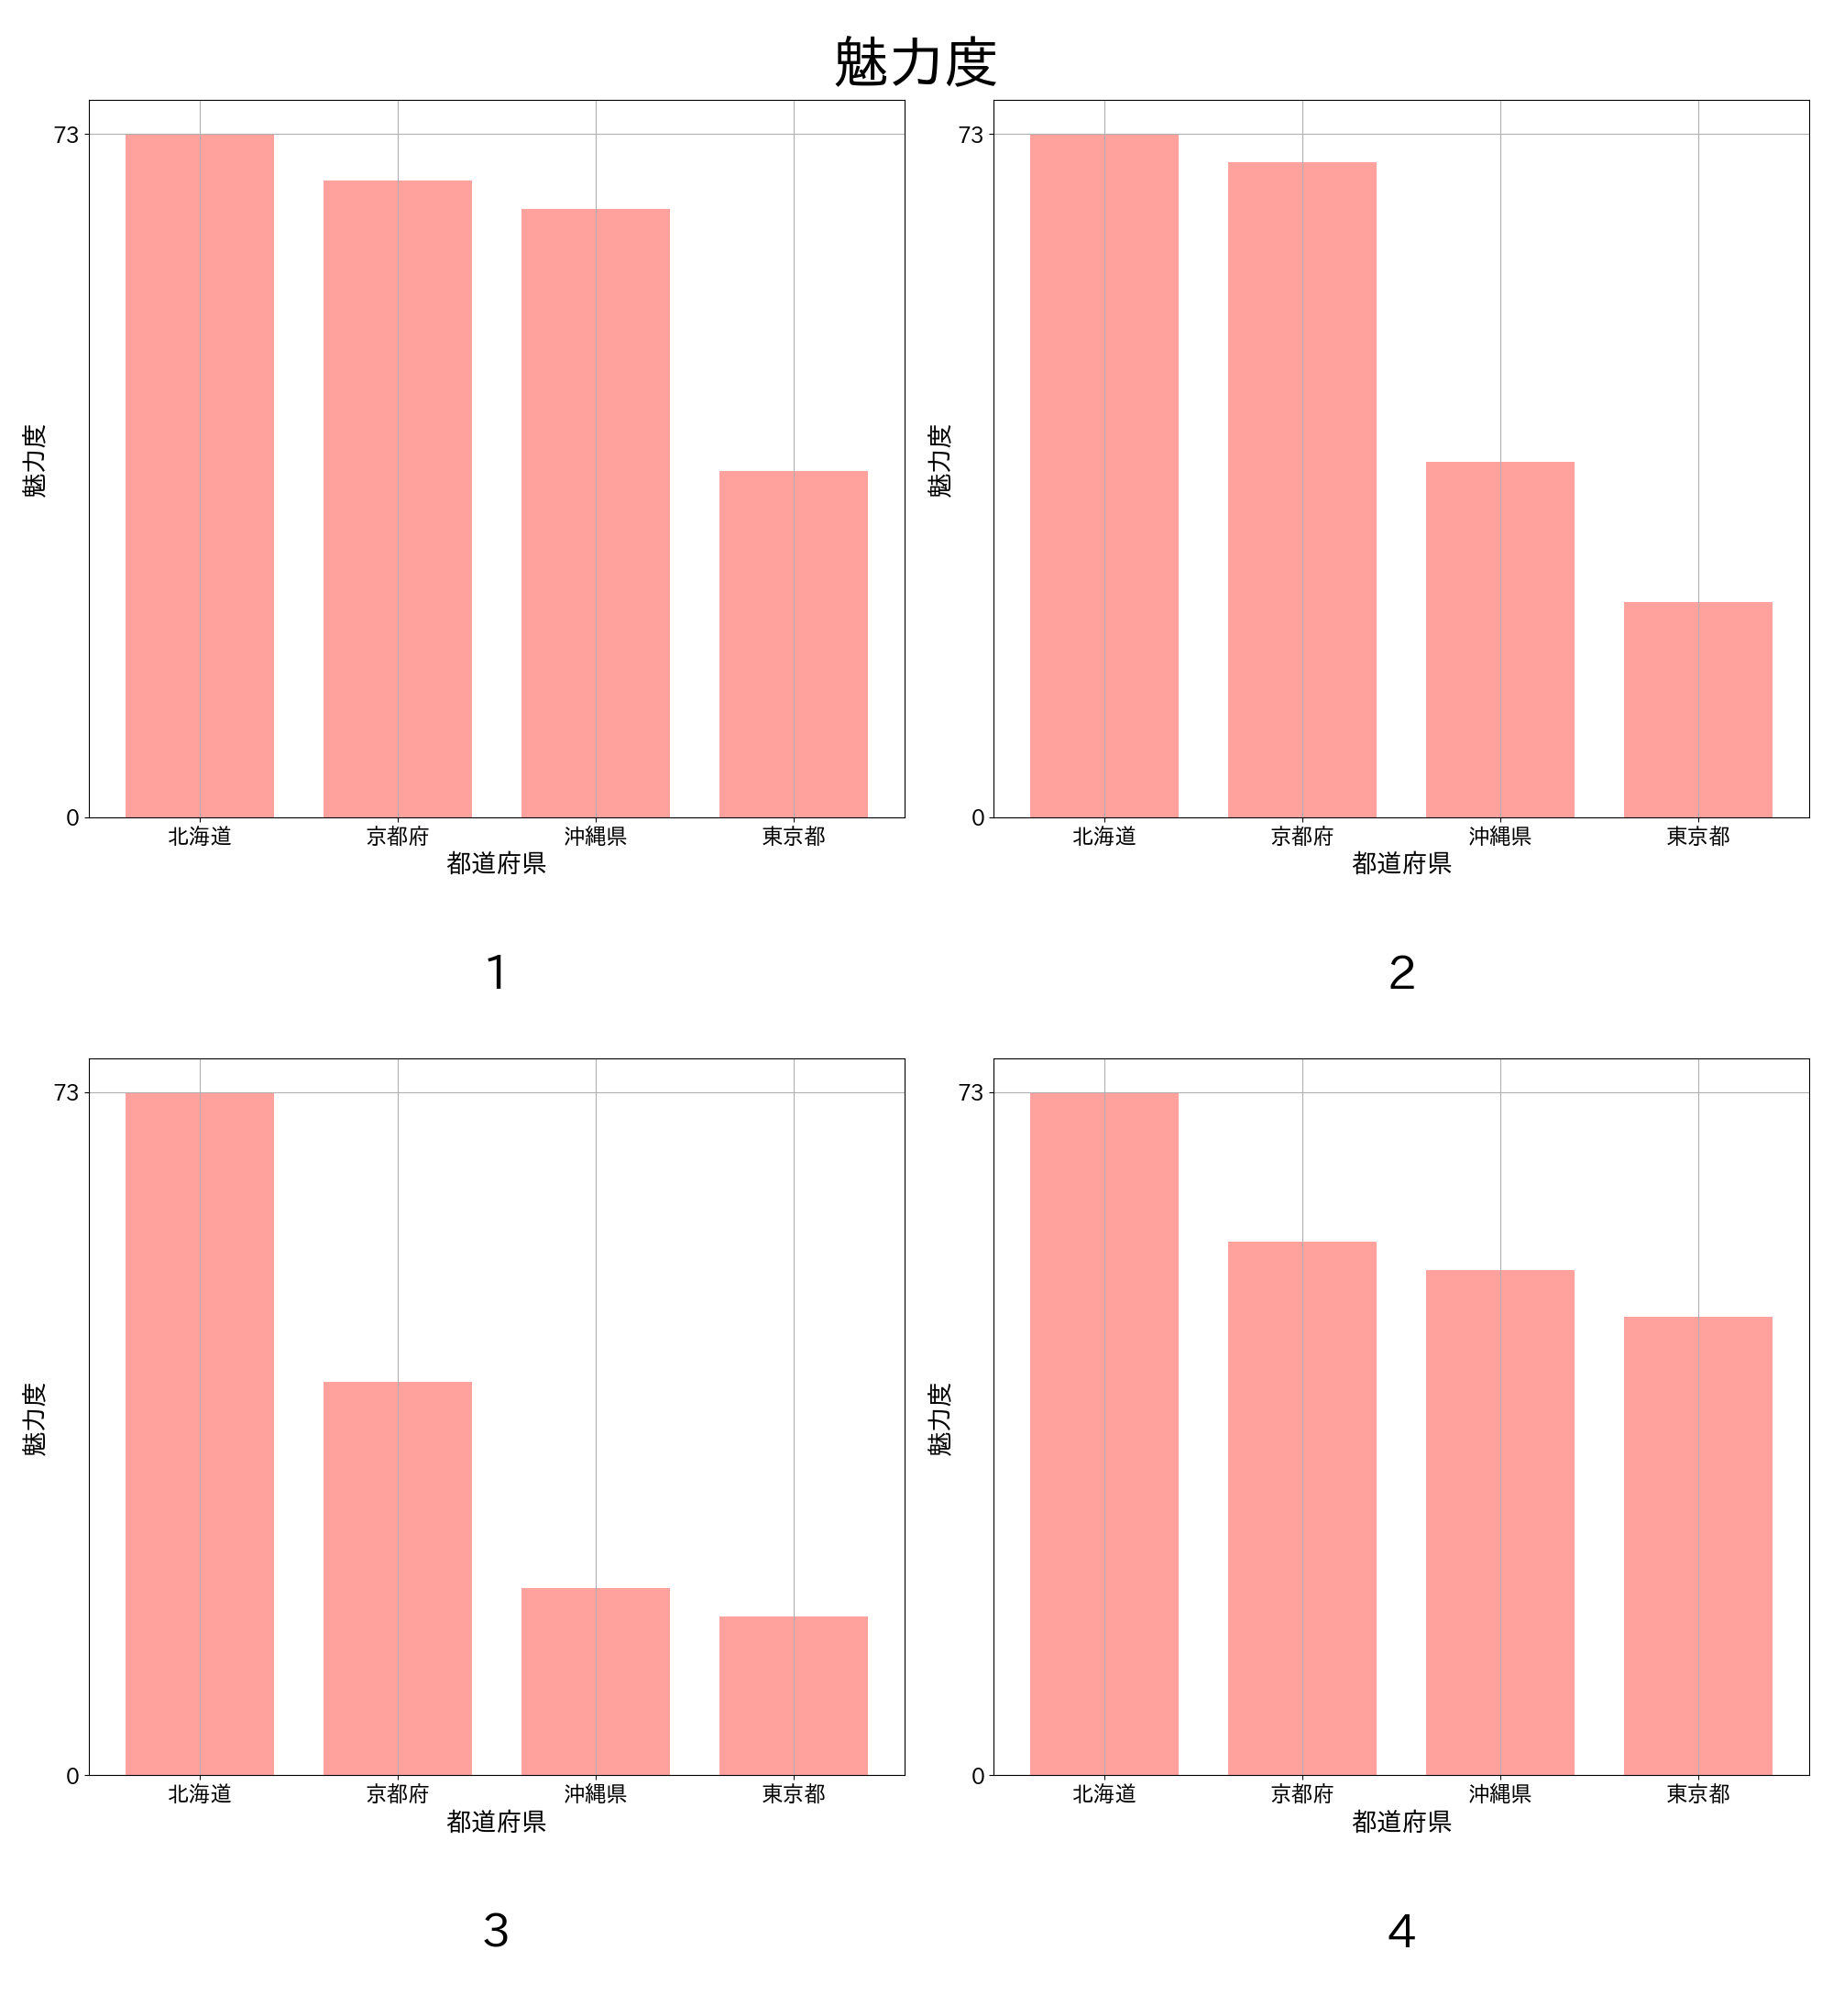 魅力度
73
0
魅力度
北海道 京都府 沖縄県 東京都
都道府県
1
73
0
魅力度
北海道 京都府 沖縄県 東京都
都道府県
2
73
0
魅力度
北海道 京都府 沖縄県 東京都
都道府県
3
73
0
魅力度
北海道 京都府 沖縄県 東京都
都道府県
4